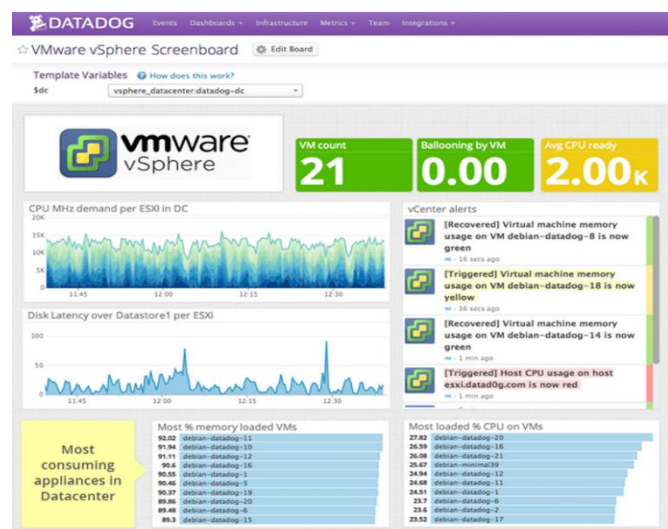 DATADOG Events Dashboards Infrastructure Metrics Team Integrations
VMware vSphere Screenboard Edit Board
Template Variables How does this work?
$dc vsphere_datacenter:datadog-dc
vmware
vSphere
VM count
21
Ballooning by VM
0.00
Avg CPU ready
2.00K
CPU MHz demand per ESXI in DC
20K
15K
10K
5K
0
11:45 12:00 12:15 12:30
Disk Latency over Datastore1 per ESXi
100
50
0
11:45 12:00 12:15 12:30
vCenter alerts
[Recovered] Virtual machine memory
usage on VM debian-datadog-8 is now
green
- 16 secs ago
[Triggered] Virtual machine memory
usage on VM debian-datadog-18 is now
yellow
- 36 secs ago
[Recovered] Virtual machine memory
usage on VM debian-datadog-14 is now
green
- 1 min ago
[Triggered] Host CPU usage on host
esxi.datad0g.com is now red
- 1 min ago
Most
consuming
appliances in
Datacenter
Most % memory loaded VMs
92.02 debian-datadog-11
91.94 debian-datadog-10
91.11 debian-datadog-12
90.6 debian-datadog-16
90.55 debian-datadog-1
90.46 debian-datadog-5
90.37 debian-datadog-19
89.86 debian-datadog-20
89.48 debian-datadog-6
89.3 debian-datadog-15
Most loaded % CPU on VMs
27.82 debian-datadog-20
26.59 debian-datadog-16
26.08 debian-datadog-21
25.67 debian-minimal39
24.94 debian-datadog-12
24.68 debian-datadog-11
24.51 debian-datadog-1
23.7 debian-datadog-6
23.6 debian-datadog-2
23.52 debian-datadog-17